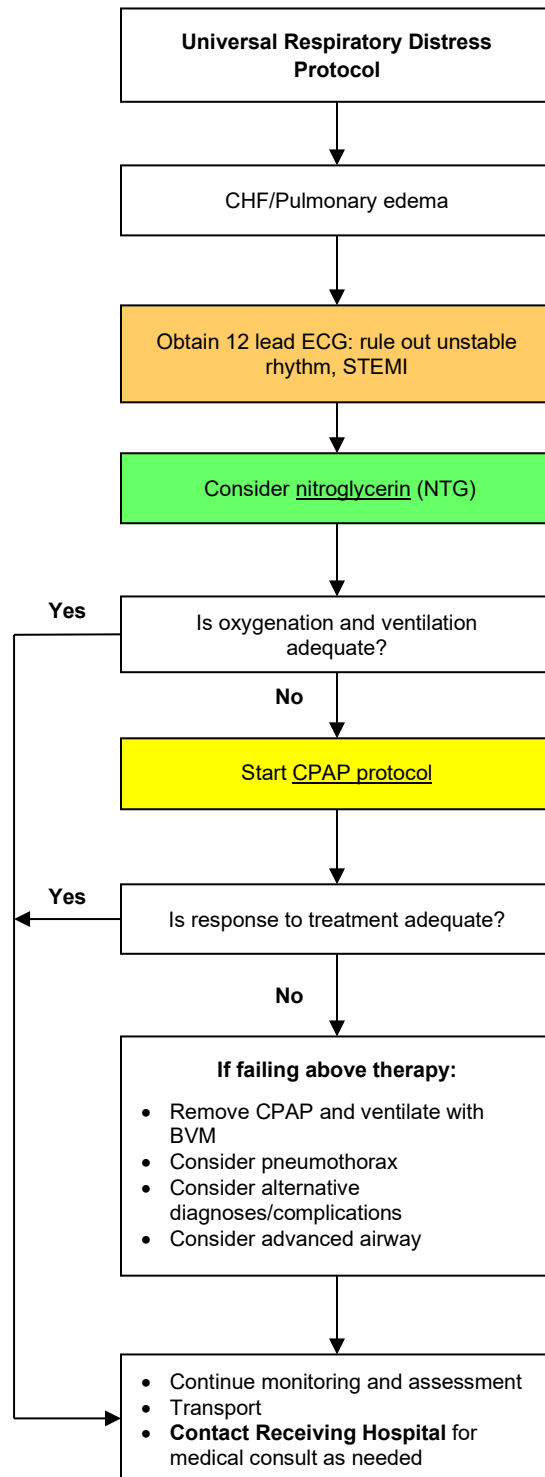 Universal Respiratory Distress
Protocol
CHF/Pulmonary edema
Obtain 12 lead ECG: rule out unstable
rhythm, STEMI
Consider nitroglycerin (NTG)
Yes
Is oxygenation and ventilation
adequate?
No
Start CPAP protocol
Yes
Is response to treatment adequate?
No
If failing above therapy:
• Remove CPAP and ventilate with
BVM
• Consider pneumothorax
• Consider alternative
diagnoses/complications
• Consider advanced airway
• Continue monitoring and assessment
• Transport
• Contact Receiving Hospital for
medical consult as needed